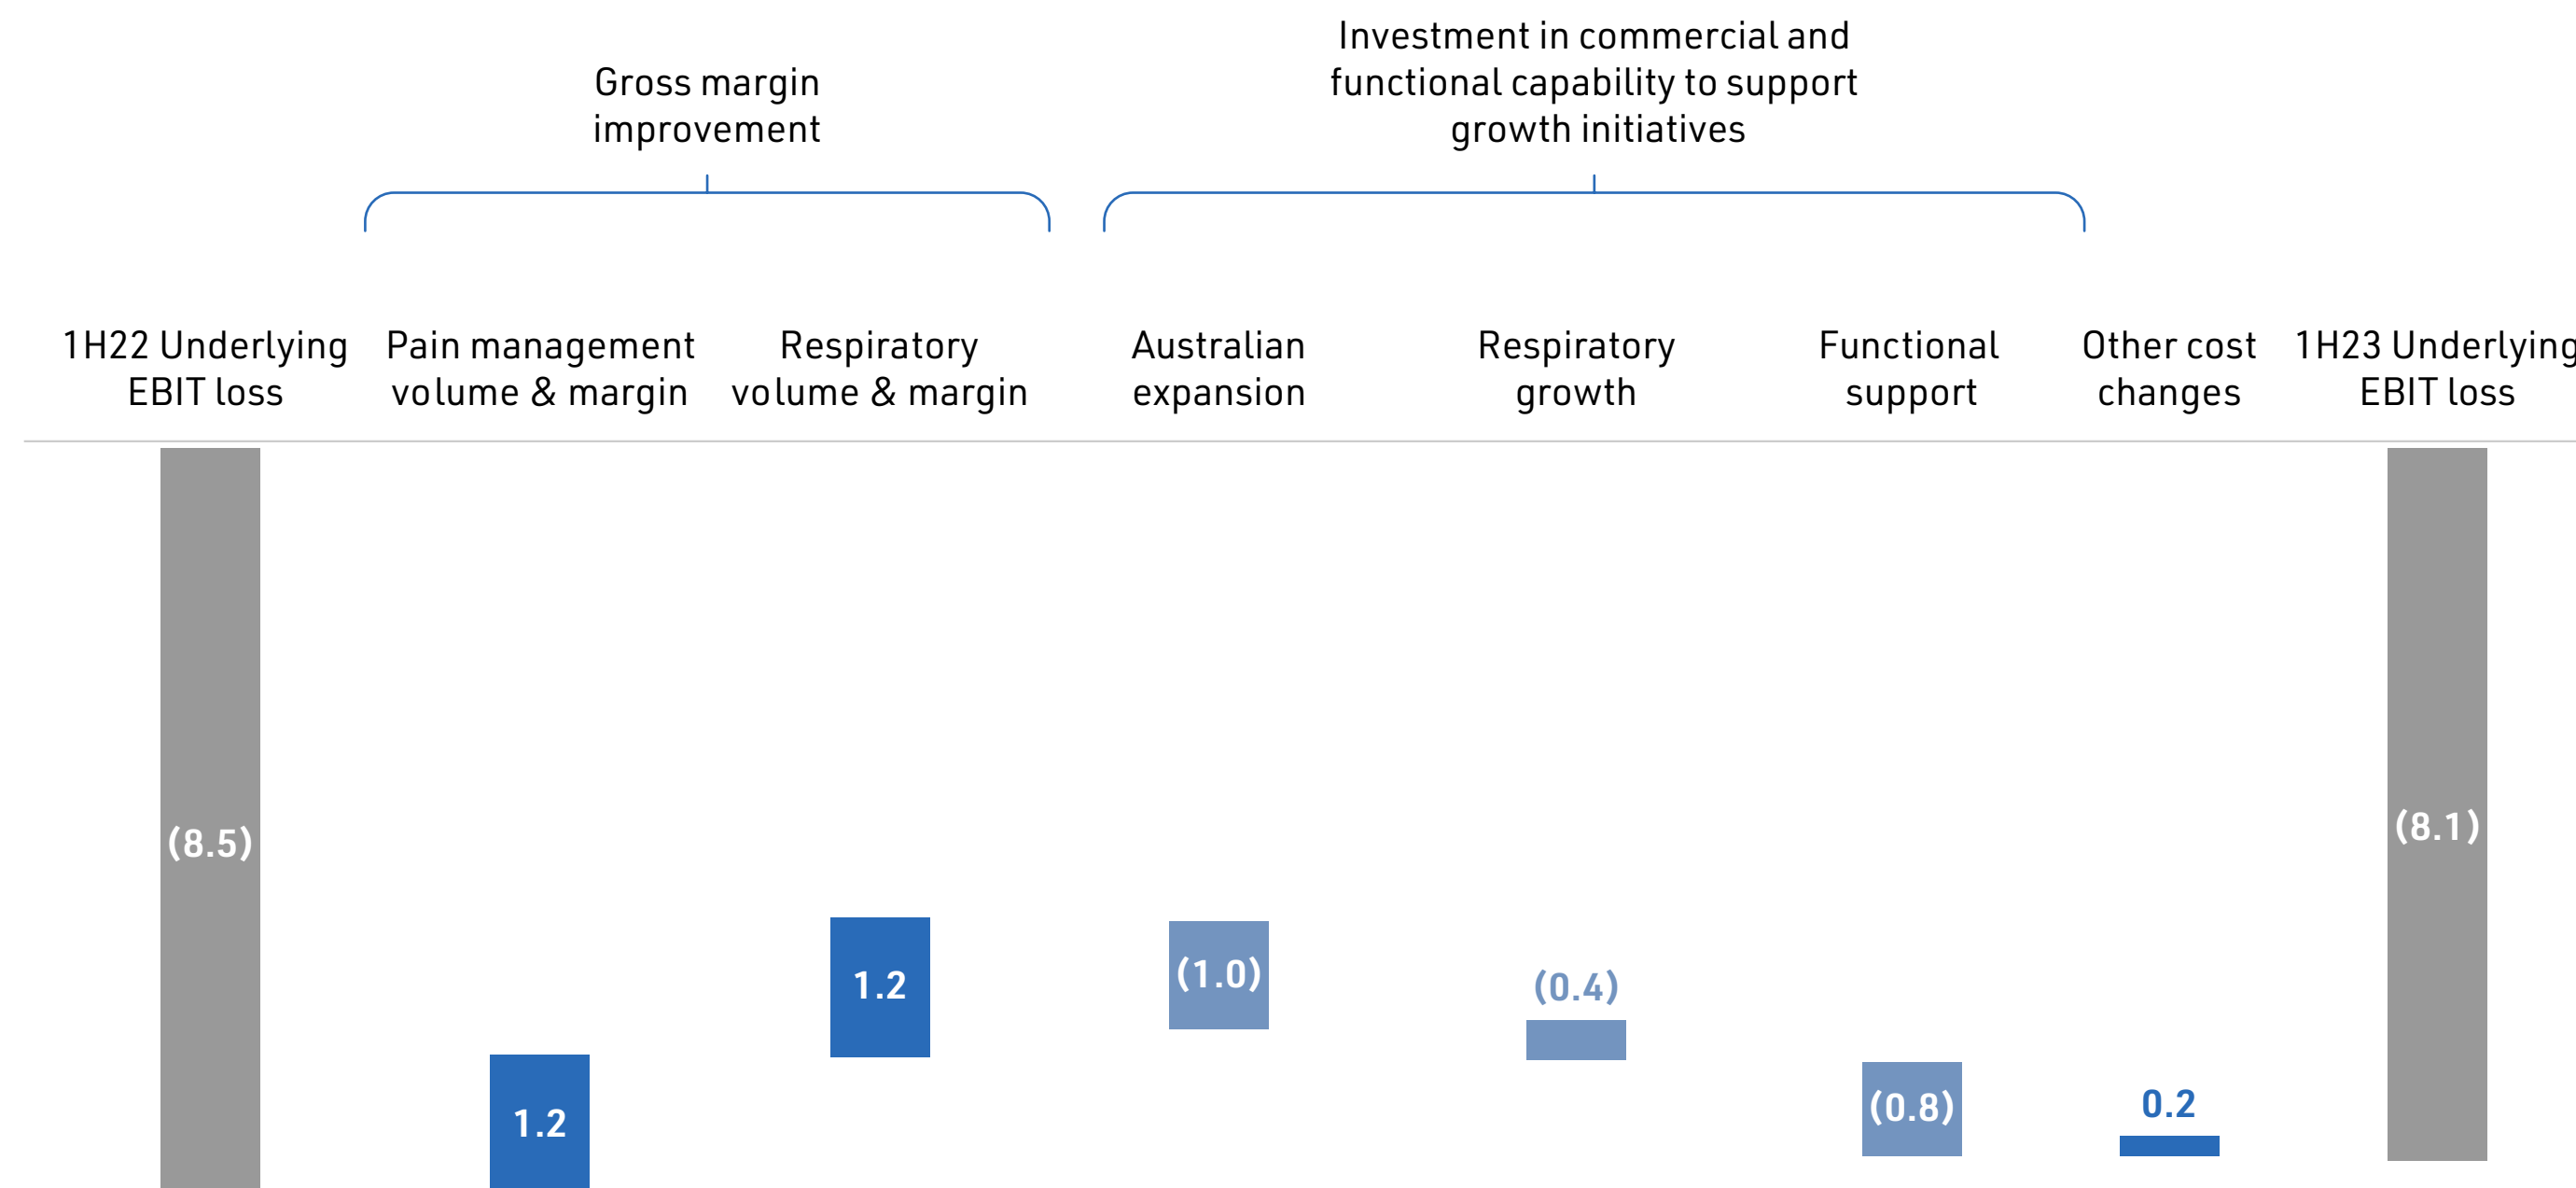 Gross margin
improvement
Investment in commercial and
functional capability to support
growth initiatives
1H22 Underlying
EBIT loss
Pain management
volume & margin
Respiratory
volume & margin
Australian
expansion
Respiratory
growth
Functional
support
Other cost
changes
1H23 Underlying
EBIT loss
(8.5)
1.2
1.2
(1.0)
(0.4)
(0.8)
0.2
(8.1)